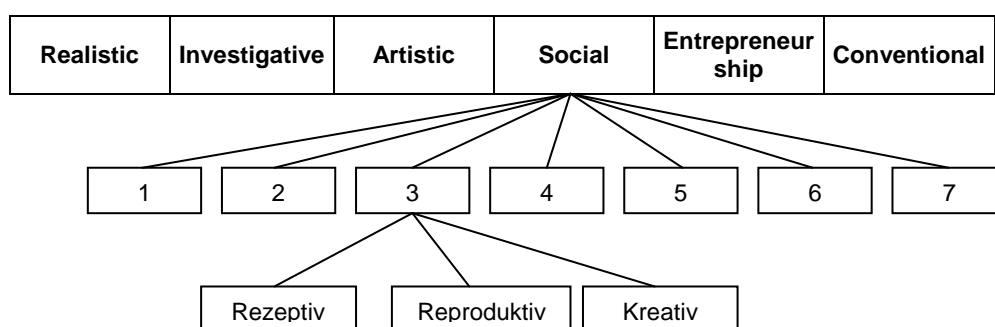 Realistic
Investigative
Artistic
Social
Entrepreneur
ship
Conventional
1
2
3
4
5
6
7
Rezeptiv
Reproduktiv
Kreativ